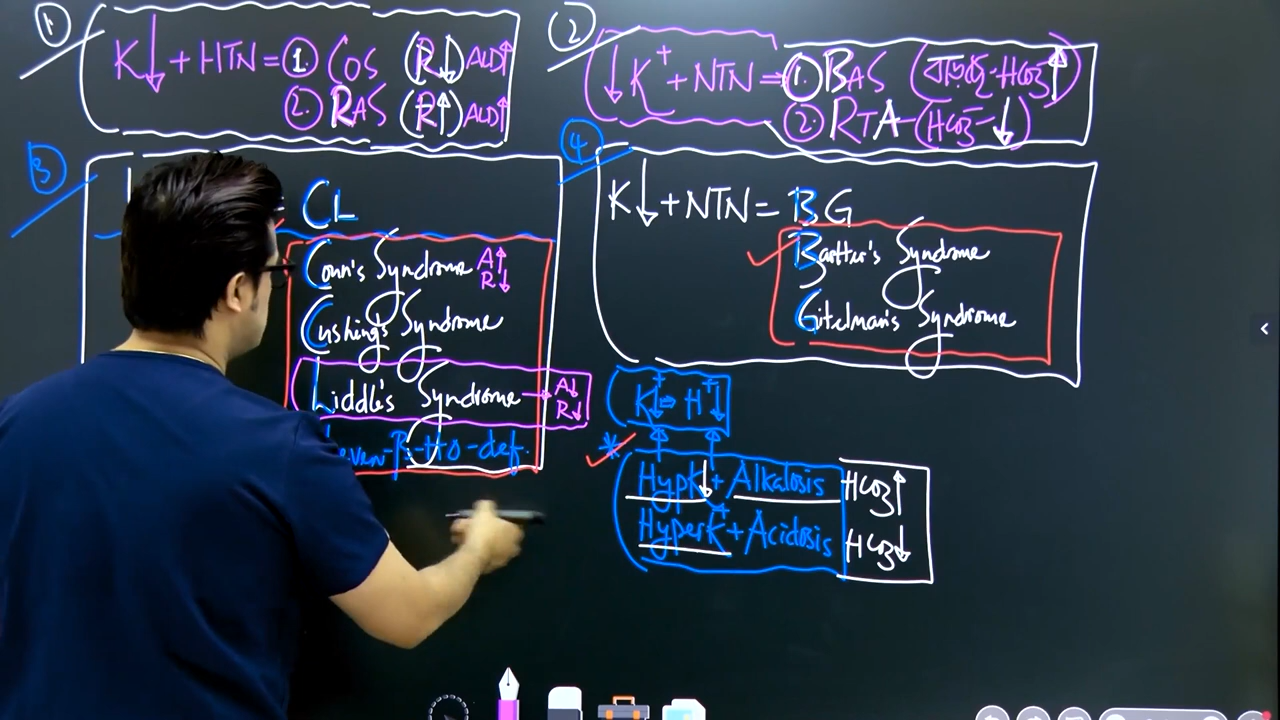 ①
K↓ + HTN = ① COS (R↓) ALD↑
② RAS (R↑) ALD↑
②
↓K⁺ + NTN ⇒ ① BAS (HCO3⁻ ↑)
② RTA - (HCO3⁻ ↓)
③
= CL
Conn's Syndrome A↑ R↓
Cushing's Syndrome
Liddle's Syndrome → A↓ R↓
def.
④
K↓ + NTN = BG
Bartter's Syndrome
Gitelman's Syndrome
K⁺↓ ⇒ H⁺↓
* HypK↓ + Alkalosis HCO3↑
HyperK⁺ + Acidosis HCO3↓